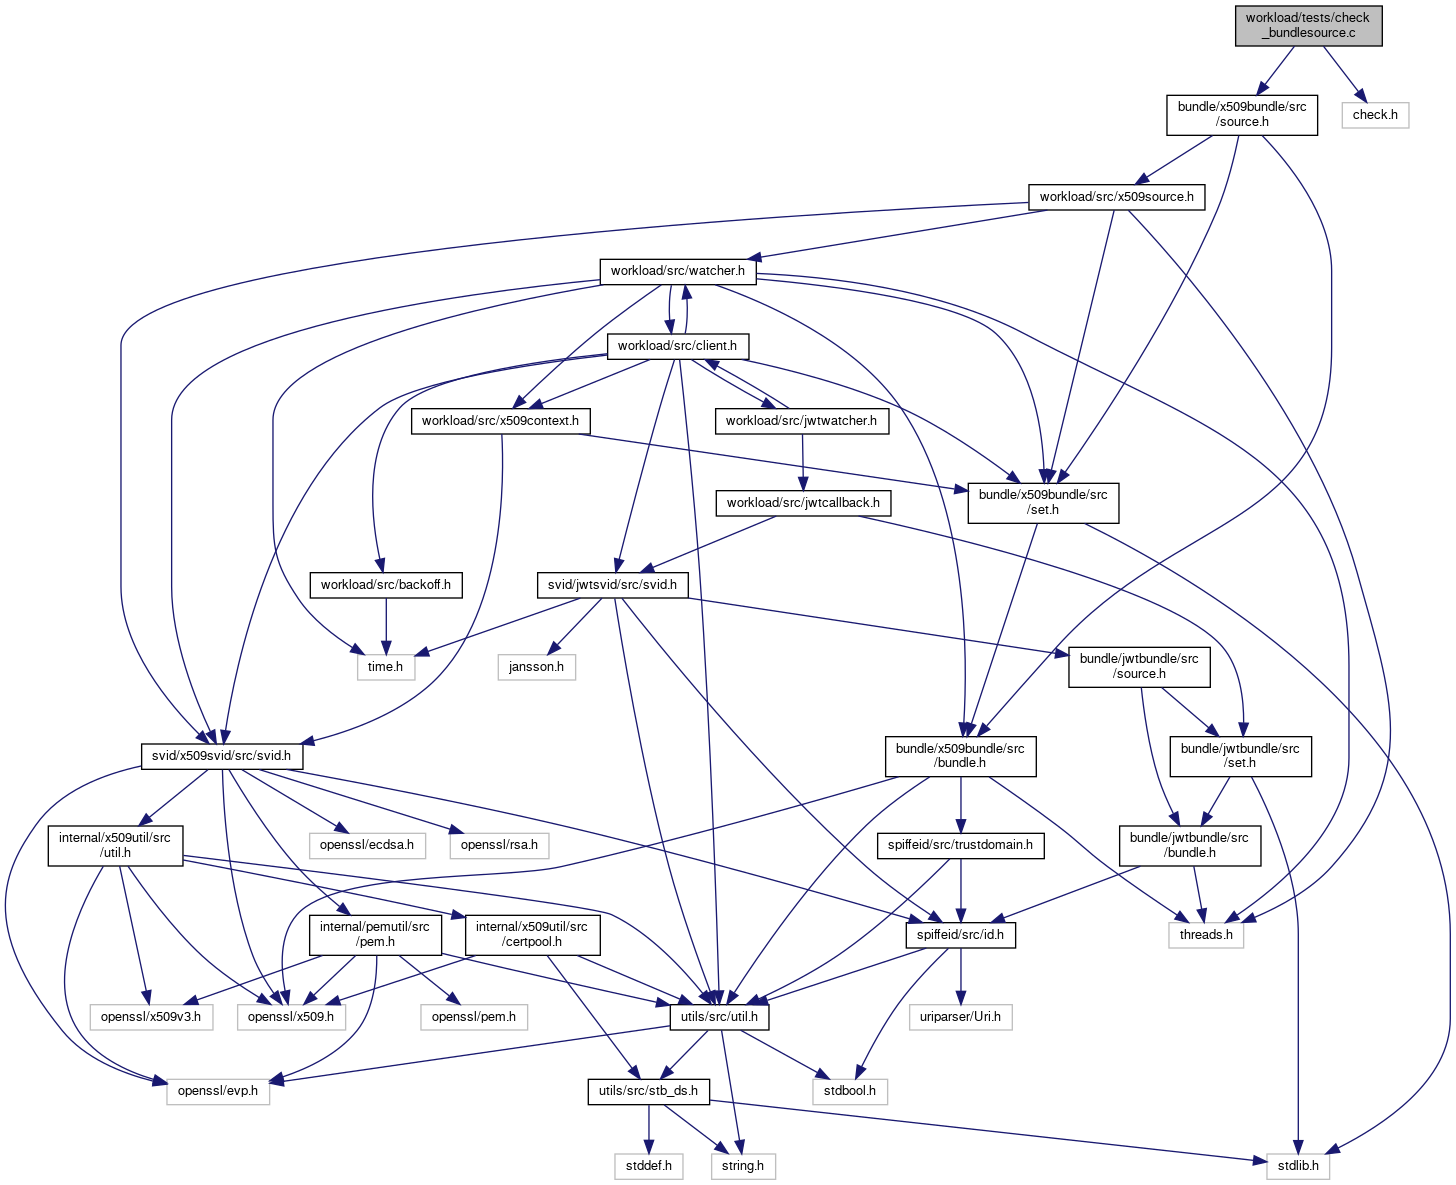 workload/tests/check
_bundlesource.c
bundle/x509bundle/src
/source.h
check.h
workload/src/x509source.h
workload/src/watcher.h
workload/src/client.h
workload/src/x509context.h
workload/src/jwtwatcher.h
bundle/x509bundle/src
/set.h
workload/src/jwtcallback.h
workload/src/backoff.h
svid/jwtsvid/src/svid.h
time.h
jansson.h
bundle/jwtbundle/src
/source.h
svid/x509svid/src/svid.h
bundle/x509bundle/src
/bundle.h
bundle/jwtbundle/src
/set.h
internal/x509util/src
/util.h
openssl/ecdsa.h
openssl/rsa.h
spiffeid/src/trustdomain.h
bundle/jwtbundle/src
/bundle.h
internal/pemutil/src
/pem.h
internal/x509util/src
/certpool.h
spiffeid/src/id.h
threads.h
openssl/x509v3.h
openssl/x509.h
openssl/pem.h
utils/src/util.h
uriparser/Uri.h
openssl/evp.h
utils/src/stb_ds.h
stdbool.h
stddef.h
string.h
stdlib.h